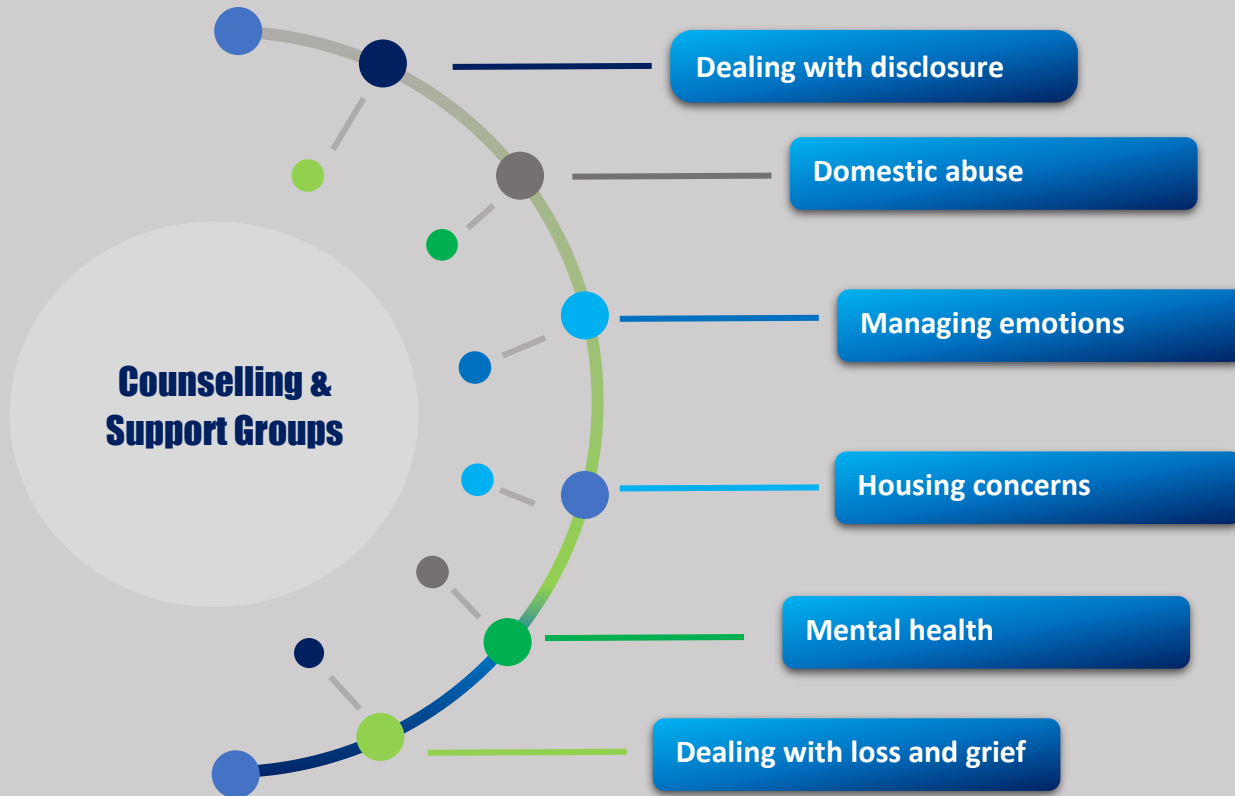 Dealing with disclosure
Domestic abuse
Managing emotions
Counselling &
Support Groups
Housing concerns
Mental health
Dealing with loss and grief